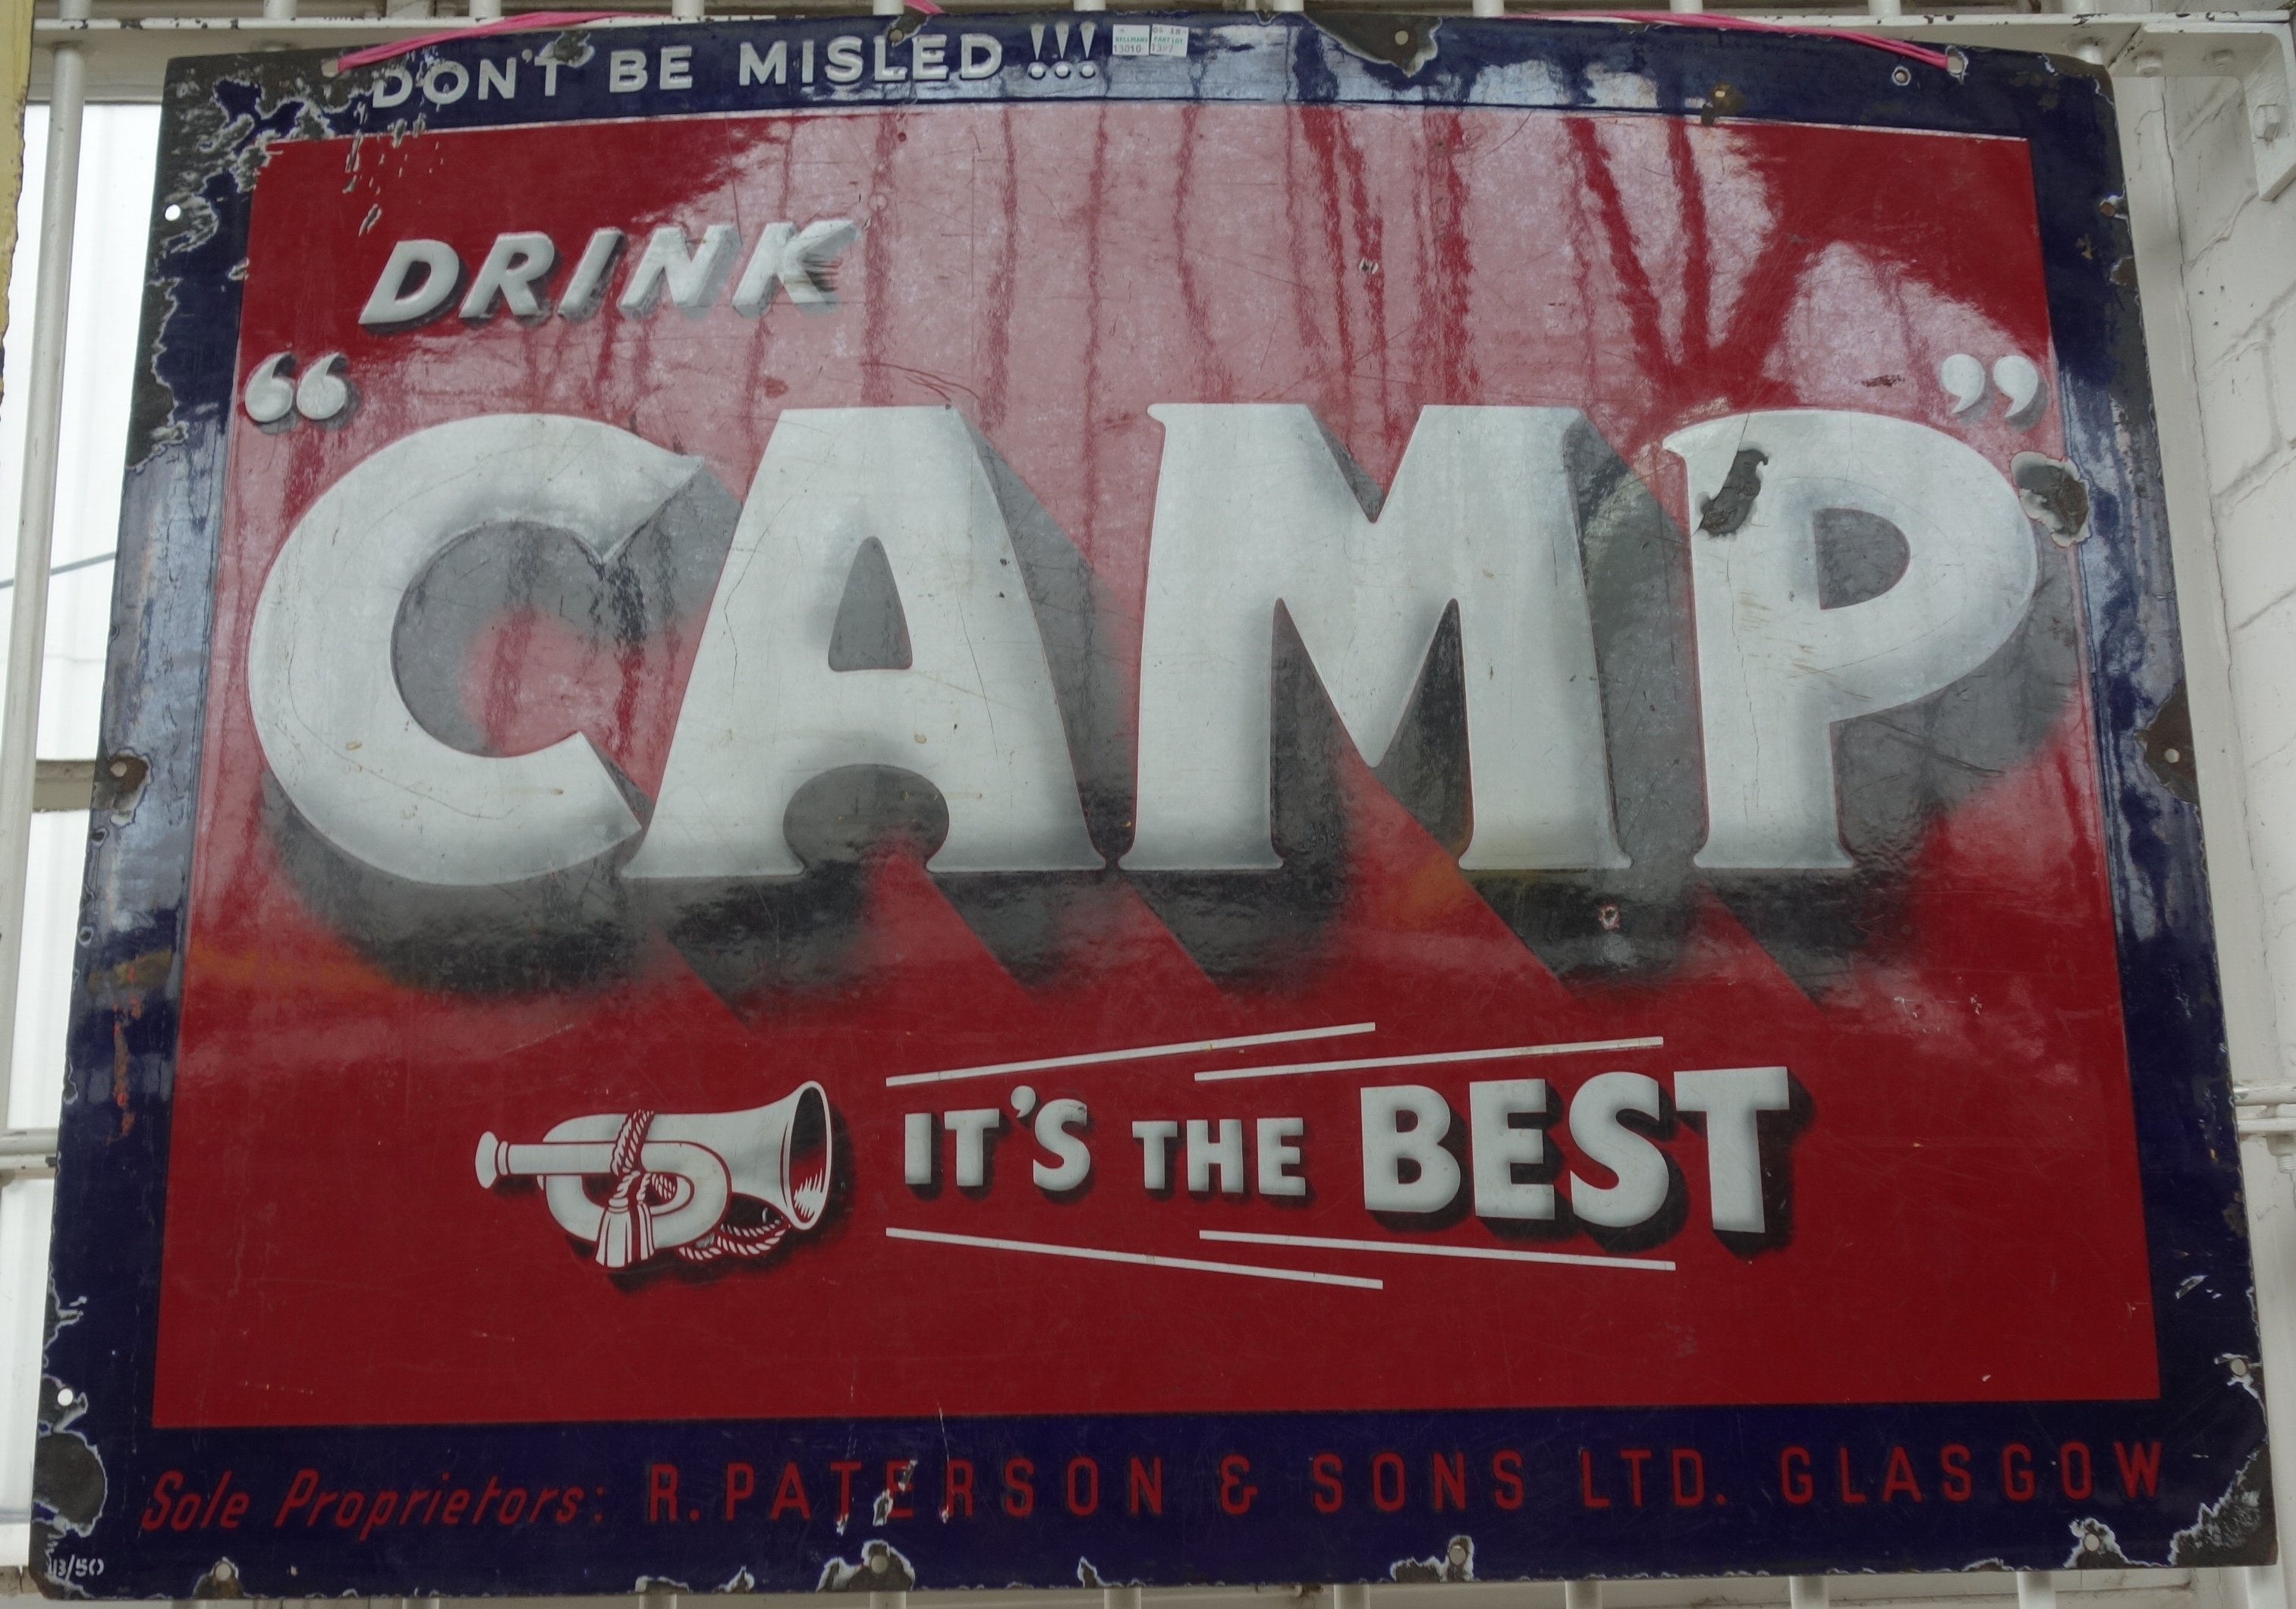 DON'T BE MISLED !!!
DRINK
“CAMP”
IT'S THE BEST
Sole Proprietors: R. PATERSON & SONS LTD. GLASGOW